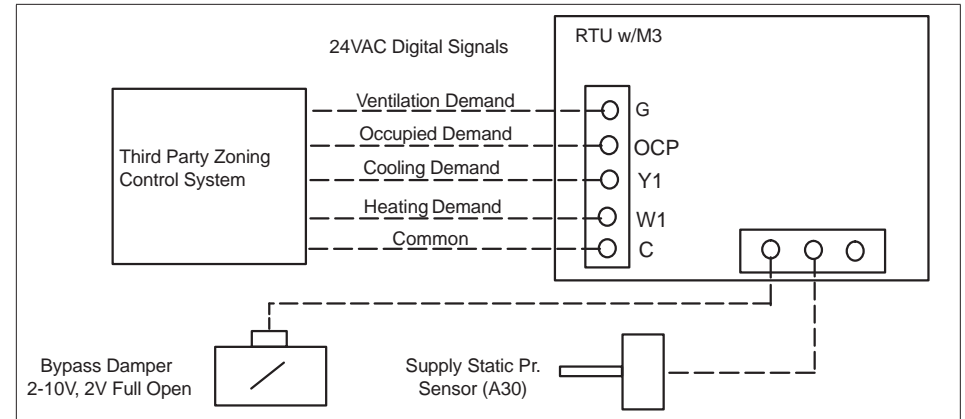 24VAC Digital Signals
RTU w/M3
Third Party Zoning
Control System
Ventilation Demand
G
Occupied Demand
OCP
Cooling Demand
Y1
Heating Demand
W1
Common
C
Bypass Damper
2-10V, 2V Full Open
Supply Static Pr.
Sensor (A30)